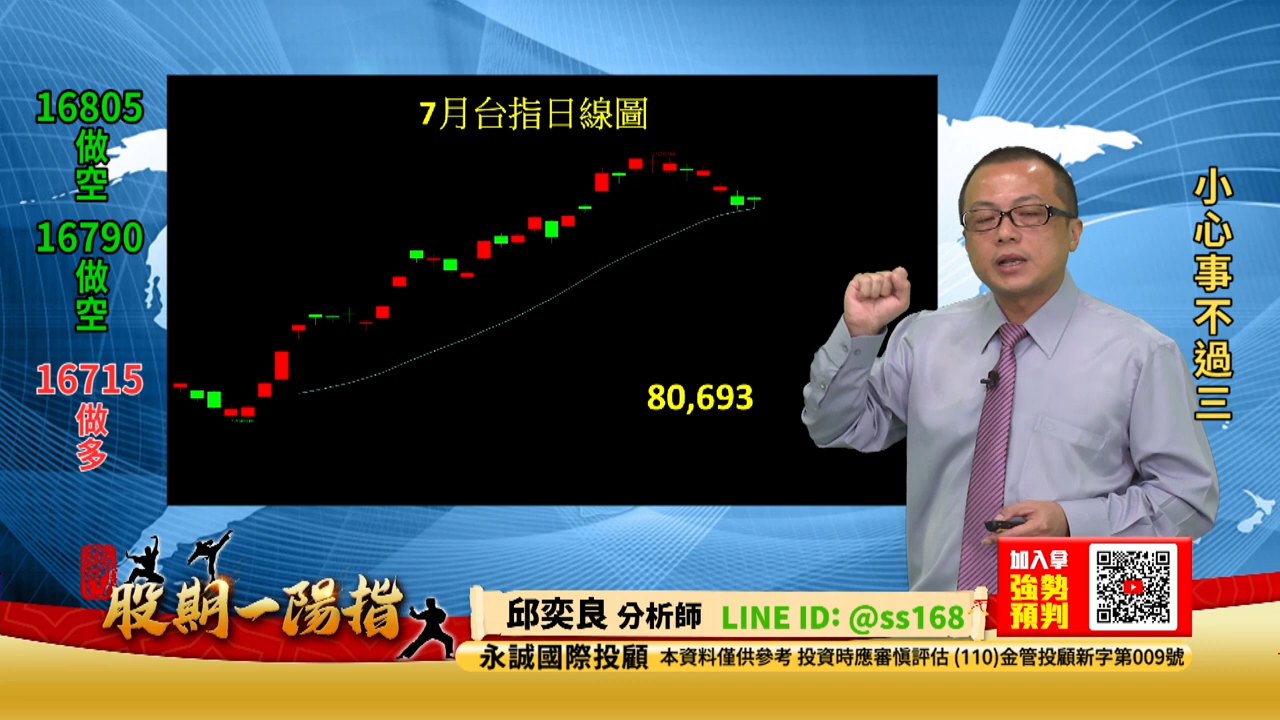 16805
做空
16790
做空
16715
做多
7月台指日線圖
80,693
小心事不過三
股期一陽指
邱奕良 分析師 LINE ID: @ss168
永誠國際投顧 本資料僅供參考 投資時應審慎評估 (110)金管投顧新字第009號
加入拿
強勢
預判